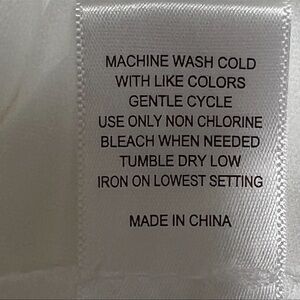 MACHINE WASH COLD
WITH LIKE COLORS
GENTLE CYCLE
USE ONLY NON CHLORINE
BLEACH WHEN NEEDED
TUMBLE DRY LOW
IRON ON LOWEST SETTING
MADE IN CHINA